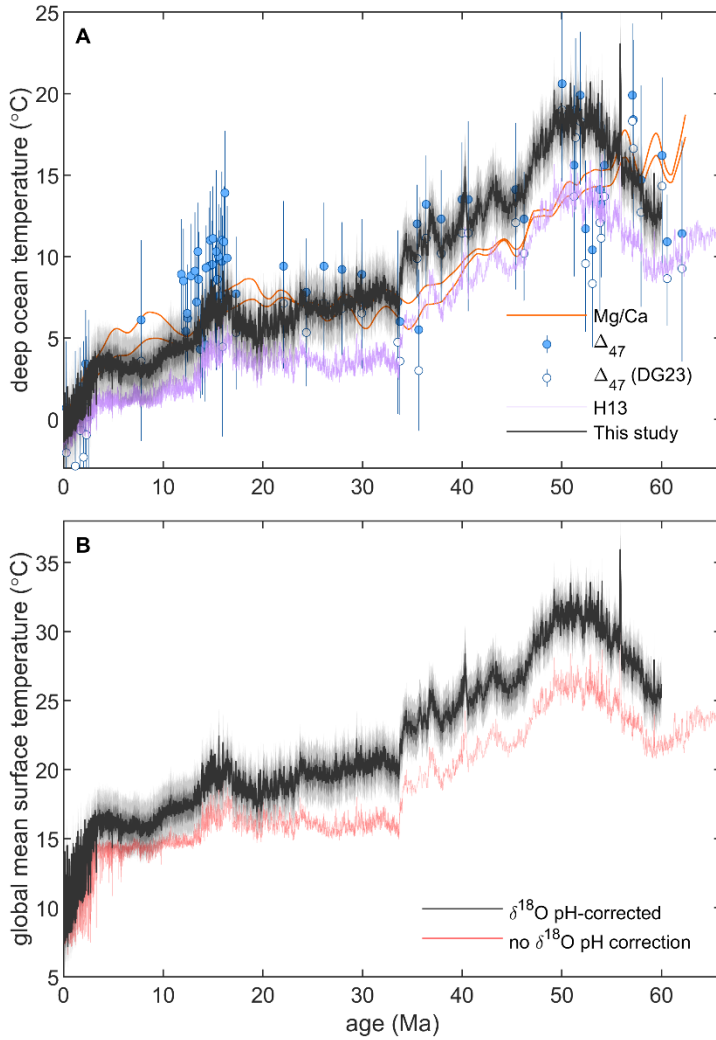 A
deep ocean temperature (°C)
25
20
15
10
5
0
Mg/Ca
Δ47
Δ47 (DG23)
H13
This study
0 10 20 30 40 50 60
B
global mean surface temperature (°C)
35
30
25
20
15
10
5
δ18O pH-corrected
no δ18O pH correction
0 10 20 30 40 50 60
age (Ma)